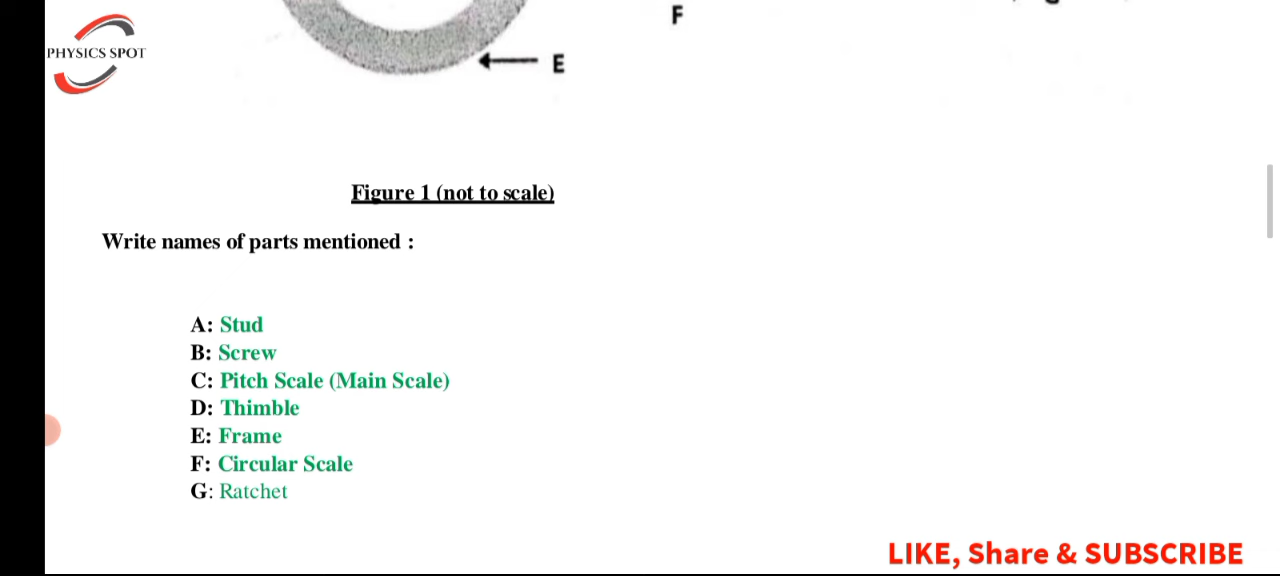 F
PHYSICS SPOT
E
Figure 1 (not to scale)
Write names of parts mentioned :
A: Stud
B: Screw
C: Pitch Scale (Main Scale)
D: Thimble
E: Frame
F: Circular Scale
G: Ratchet
LIKE, Share & SUBSCRIBE